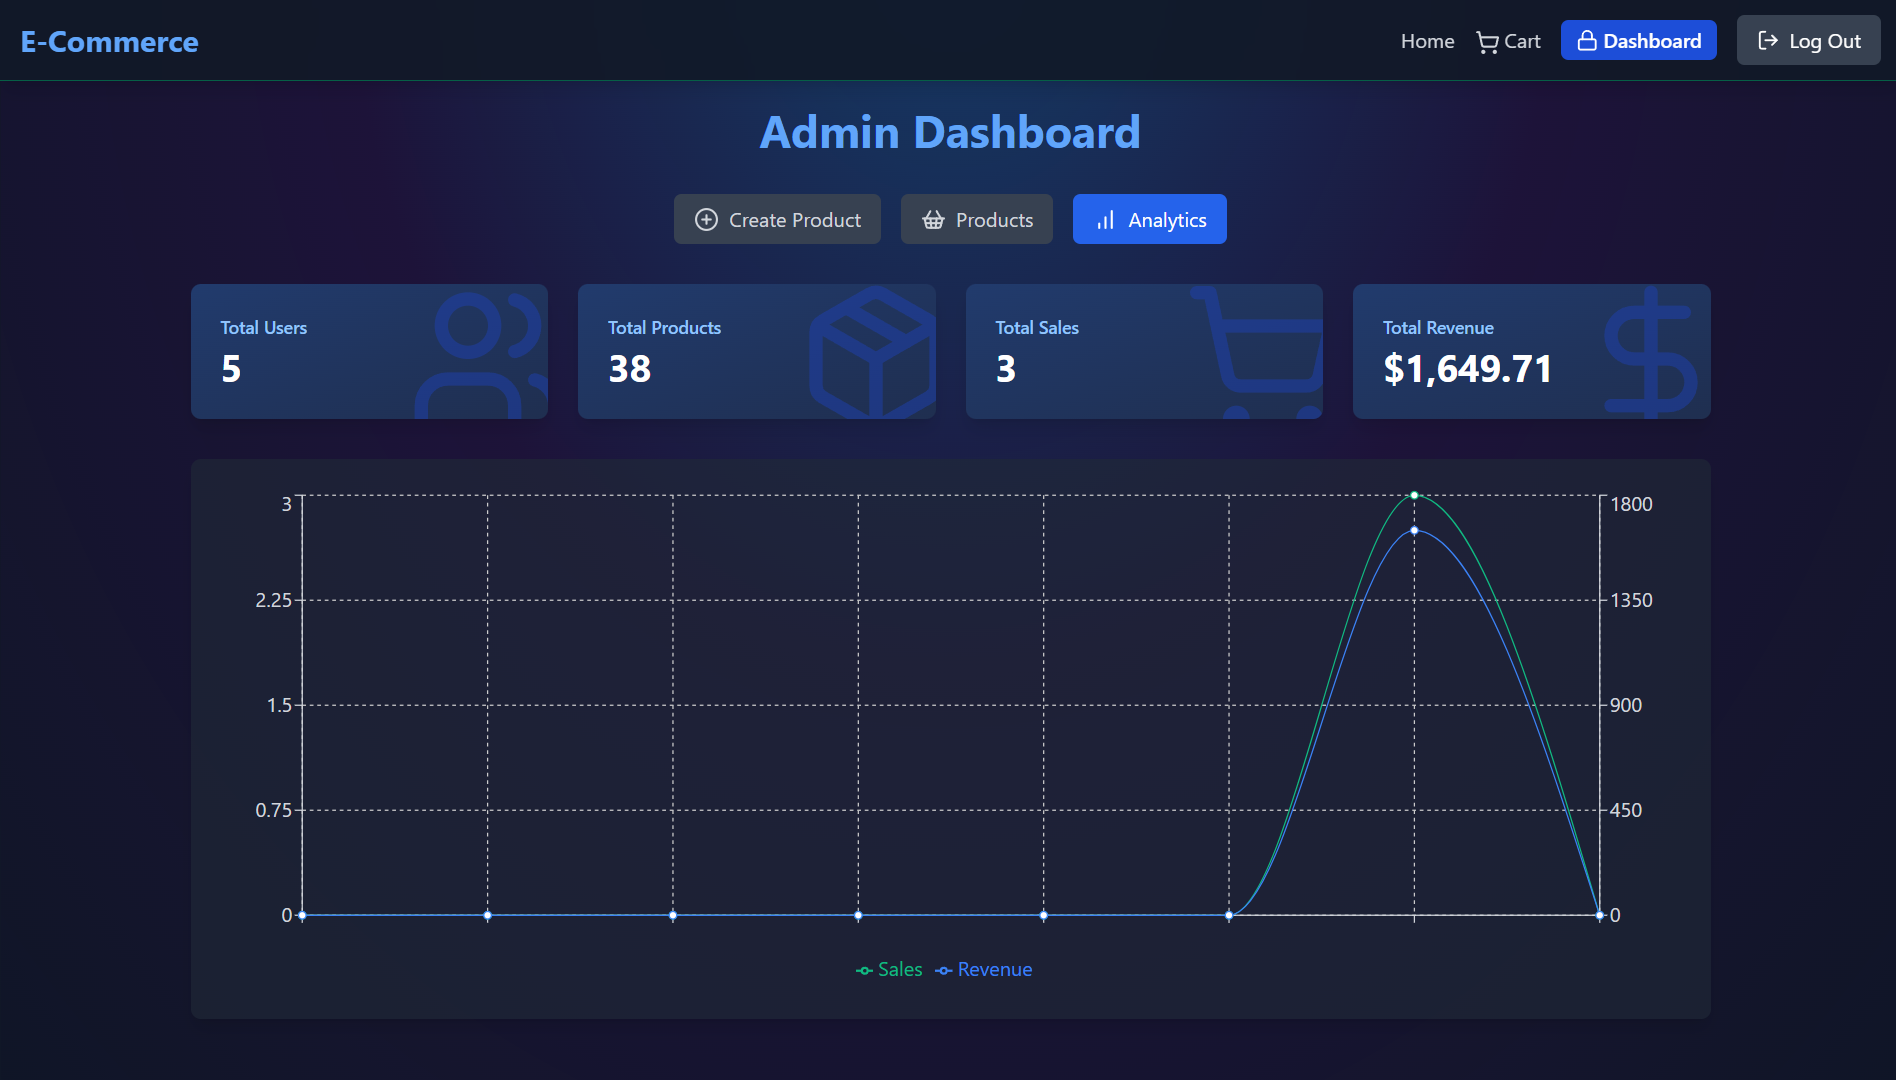 E-Commerce
Home
Cart
Dashboard
Log Out
Admin Dashboard
Create Product
Products
Analytics
Total Users
5
Total Products
38
Total Sales
3
Total Revenue
$1,649.71
3
2.25
1.5
0.75
0
1800
1350
900
450
0
Sales
Revenue